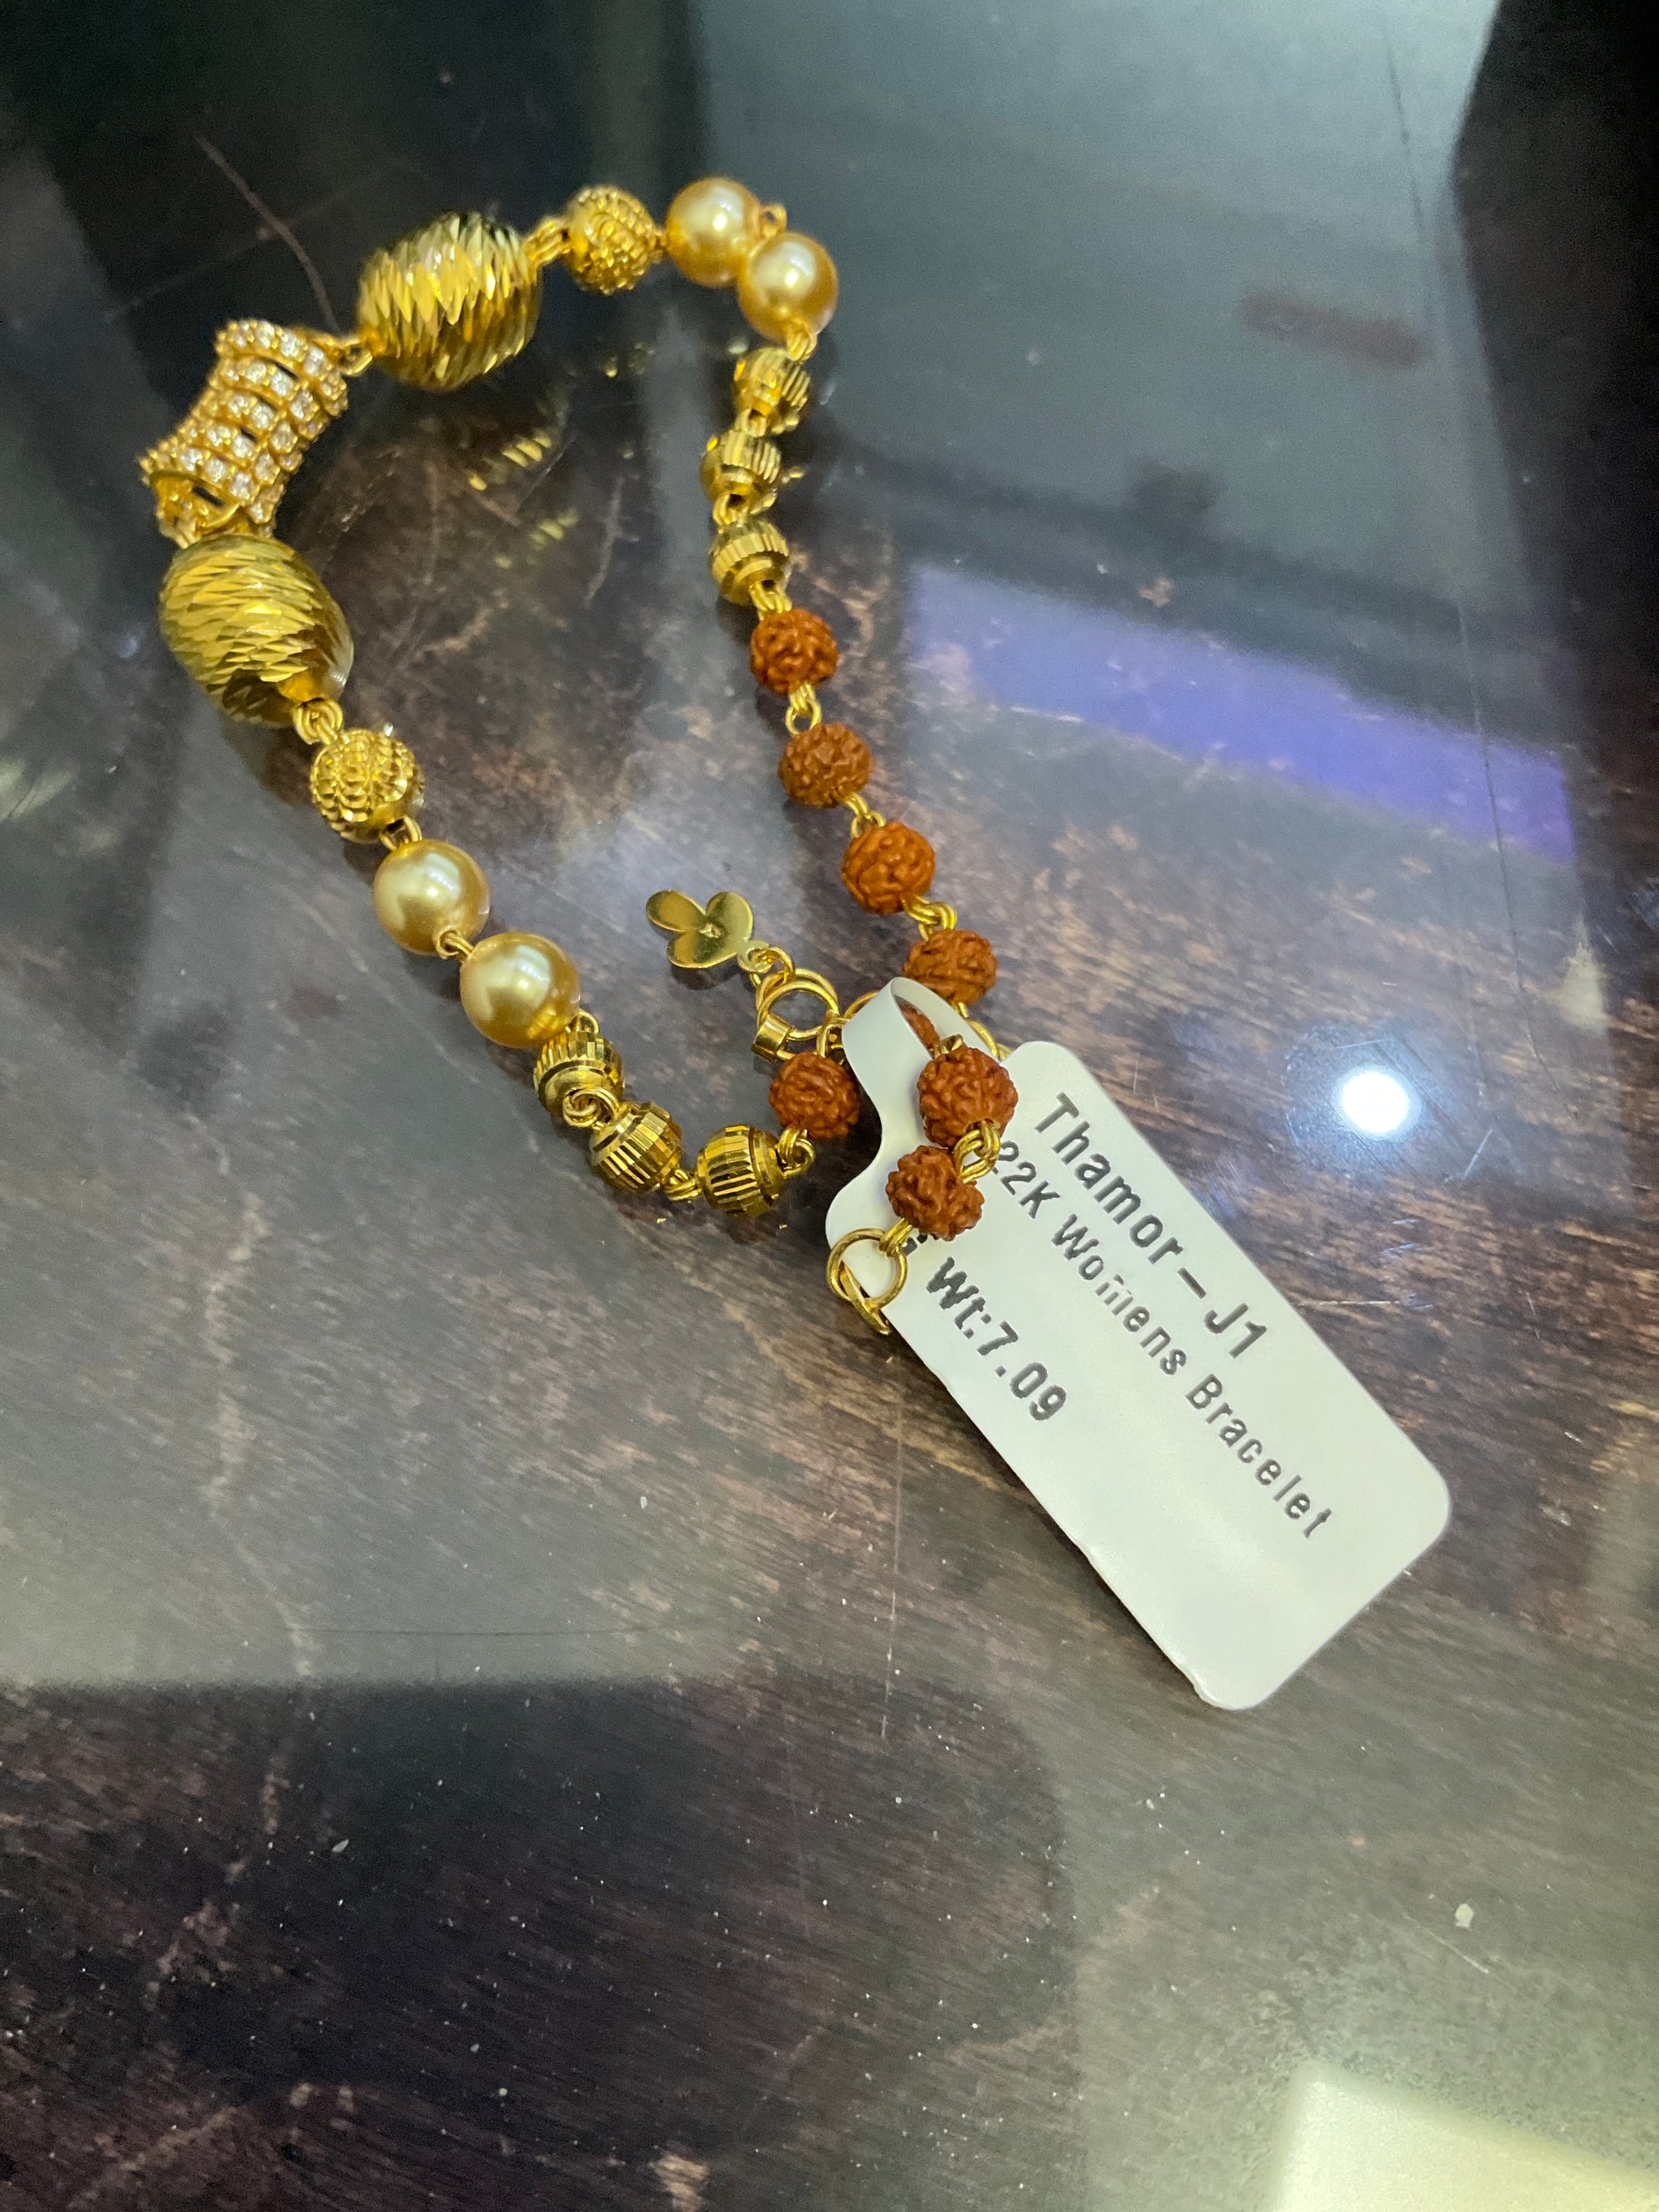 Thamor - J1
22K Womens Bracelet
Wt:7.09